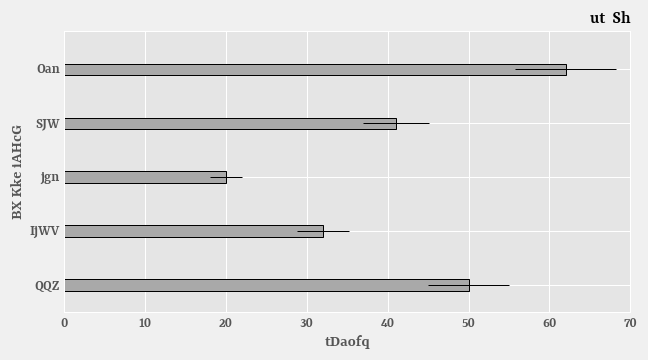 ut Sh
BX Kke iAHcG
Oan
SJW
jgn
IjWV
QQZ
0 10 20 30 40 50 60 70
tDaofq